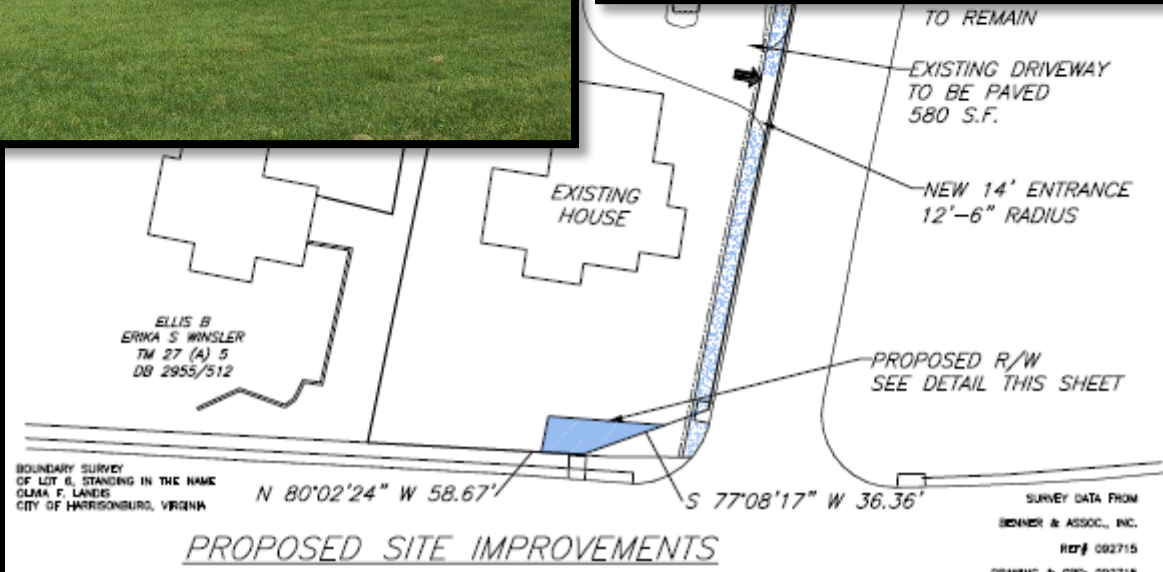 TO REMAIN
EXISTING DRIVEWAY
TO BE PAVED
580 S.F.
NEW 14' ENTRANCE
12'-6" RADIUS
EXISTING
HOUSE
ELLIS B
ERIKA S WINSLER
TM 27 (A) 5
DB 2955/512
PROPOSED R/W
SEE DETAIL THIS SHEET
BOUNDARY SURVEY
OF LOT 6, STANDING IN THE NAME
OLMA F. LANDIS
CITY OF HARRISONBURG, VIRGINIA
N 80°02'24" W 58.67'
S 77°08'17" W 36.36'
SURVEY DATA FROM
BENNER & ASSOC., INC.
REF# 092715
PROPOSED SITE IMPROVEMENTS